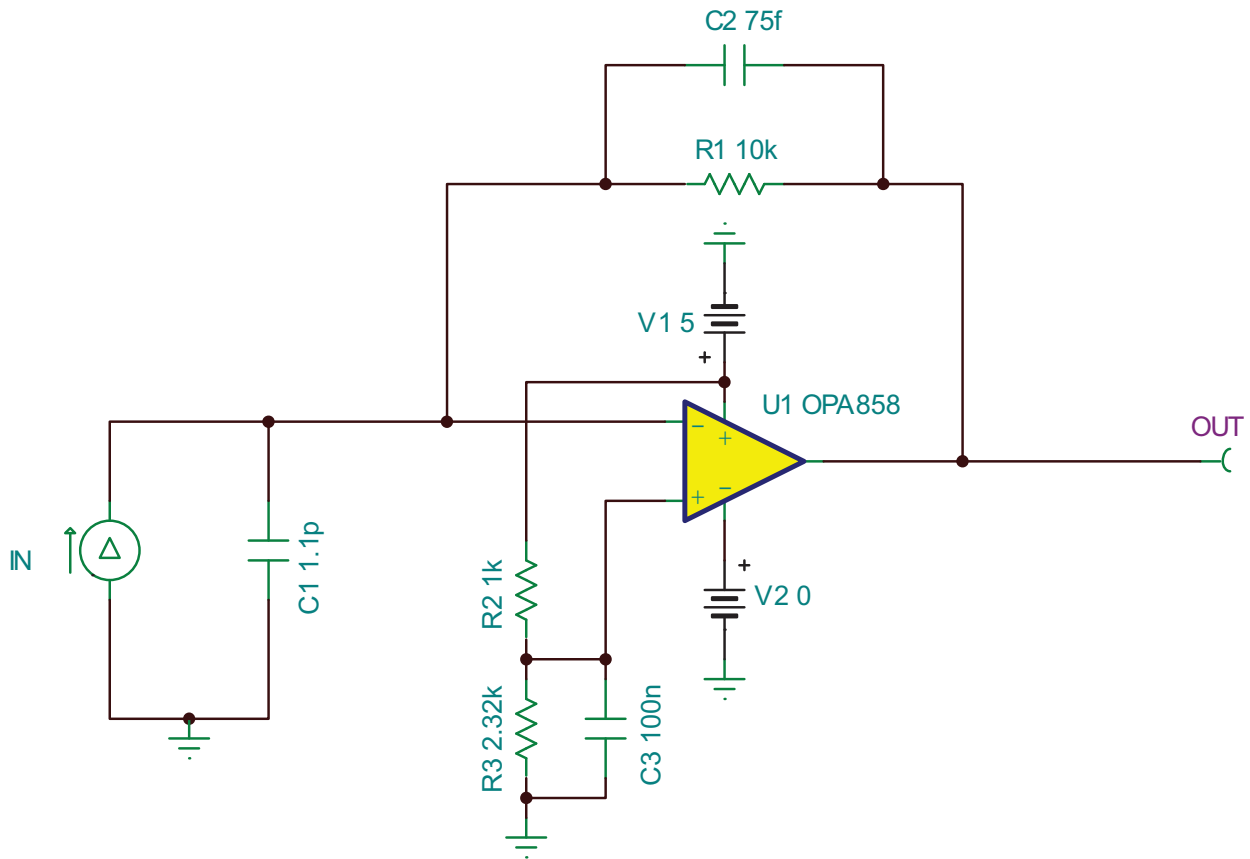 C2 75f
R1 10k
V1 5
+
U1 OPA858
OUT
−
+
−
+
IN
C1 1.1p
R2 1k
+
V2 0
R3 2.32k
C3 100n